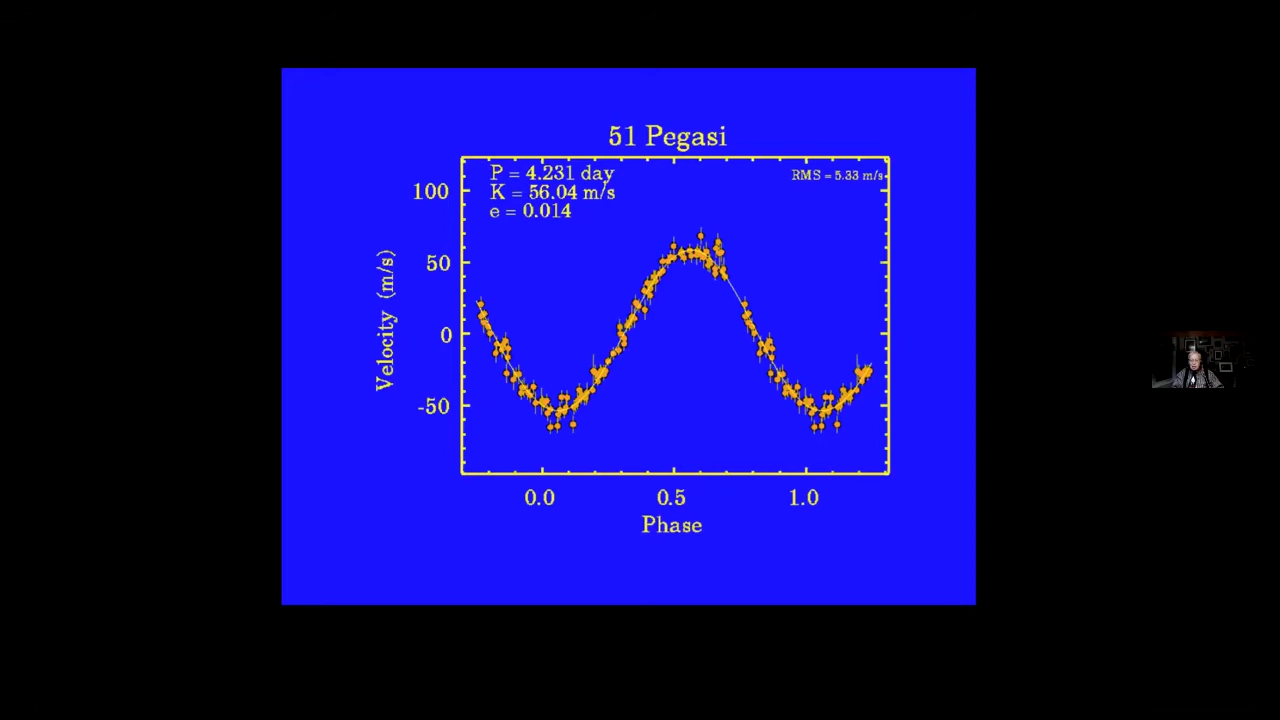 51 Pegasi
P = 4.231 day
K = 56.04 m/s
e = 0.014
RMS = 5.33 m/s
100
50
0
-50
Velocity (m/s)
0.0 0.5 1.0
Phase